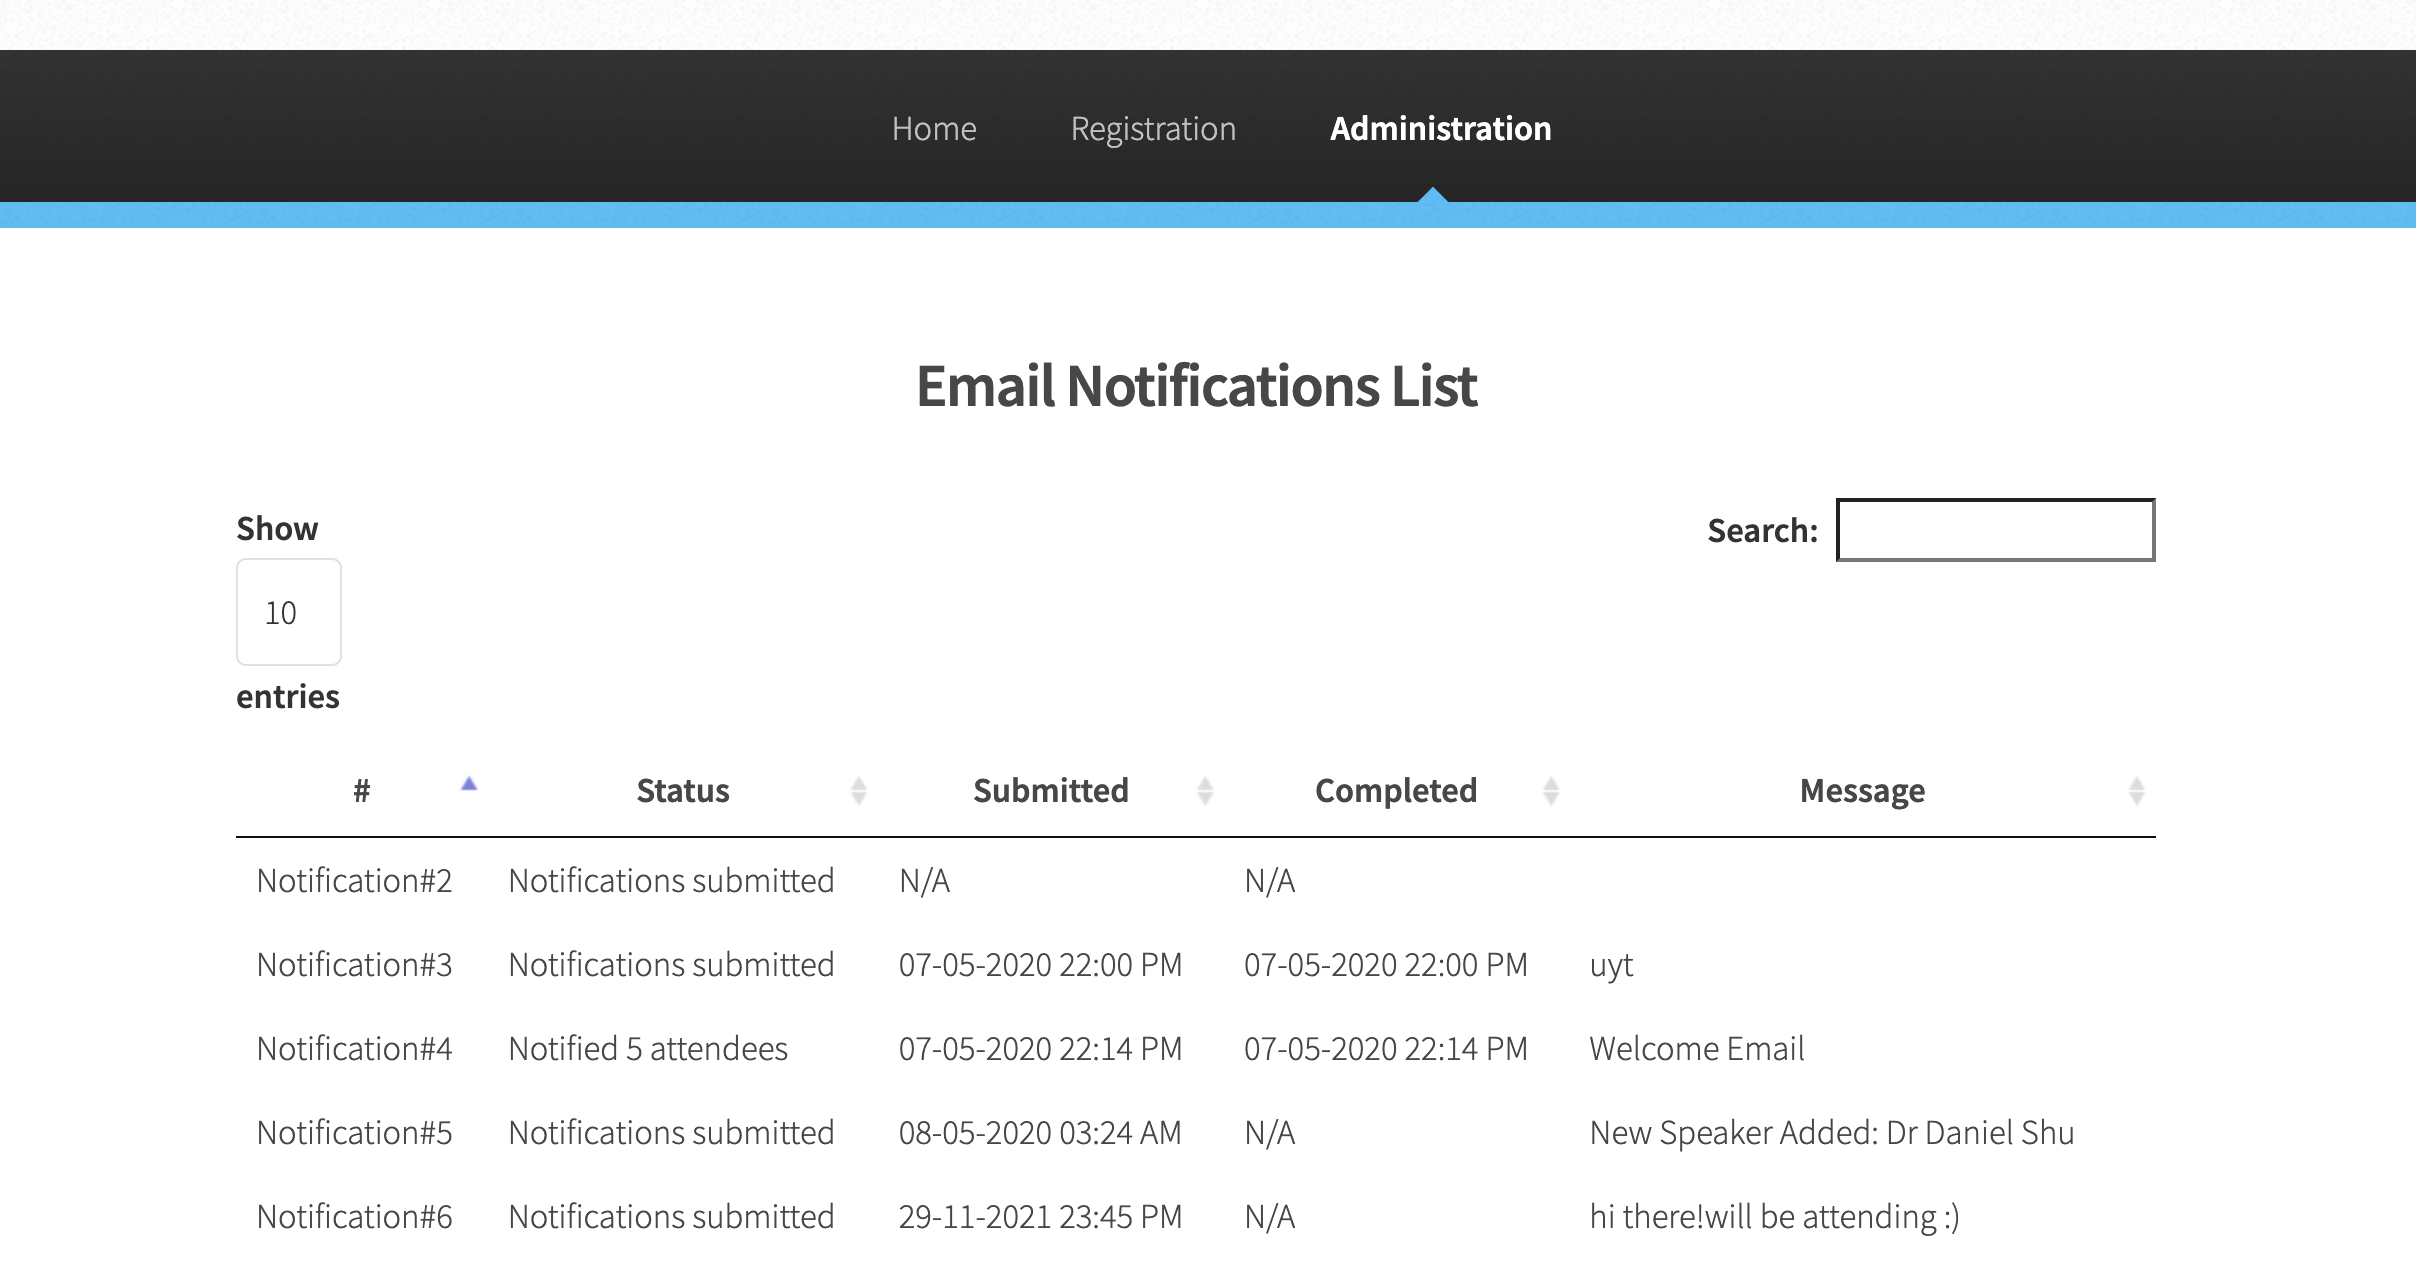 Home Registration Administration
Email Notifications List
Show
Search:
10
entries
# Status Submitted Completed Message
Notification#2 Notifications submitted N/A N/A
Notification#3 Notifications submitted 07-05-2020 22:00 PM 07-05-2020 22:00 PM uyt
Notification#4 Notified 5 attendees 07-05-2020 22:14 PM 07-05-2020 22:14 PM Welcome Email
Notification#5 Notifications submitted 08-05-2020 03:24 AM N/A New Speaker Added: Dr Daniel Shu
Notification#6 Notifications submitted 29-11-2021 23:45 PM N/A hi there!will be attending :)